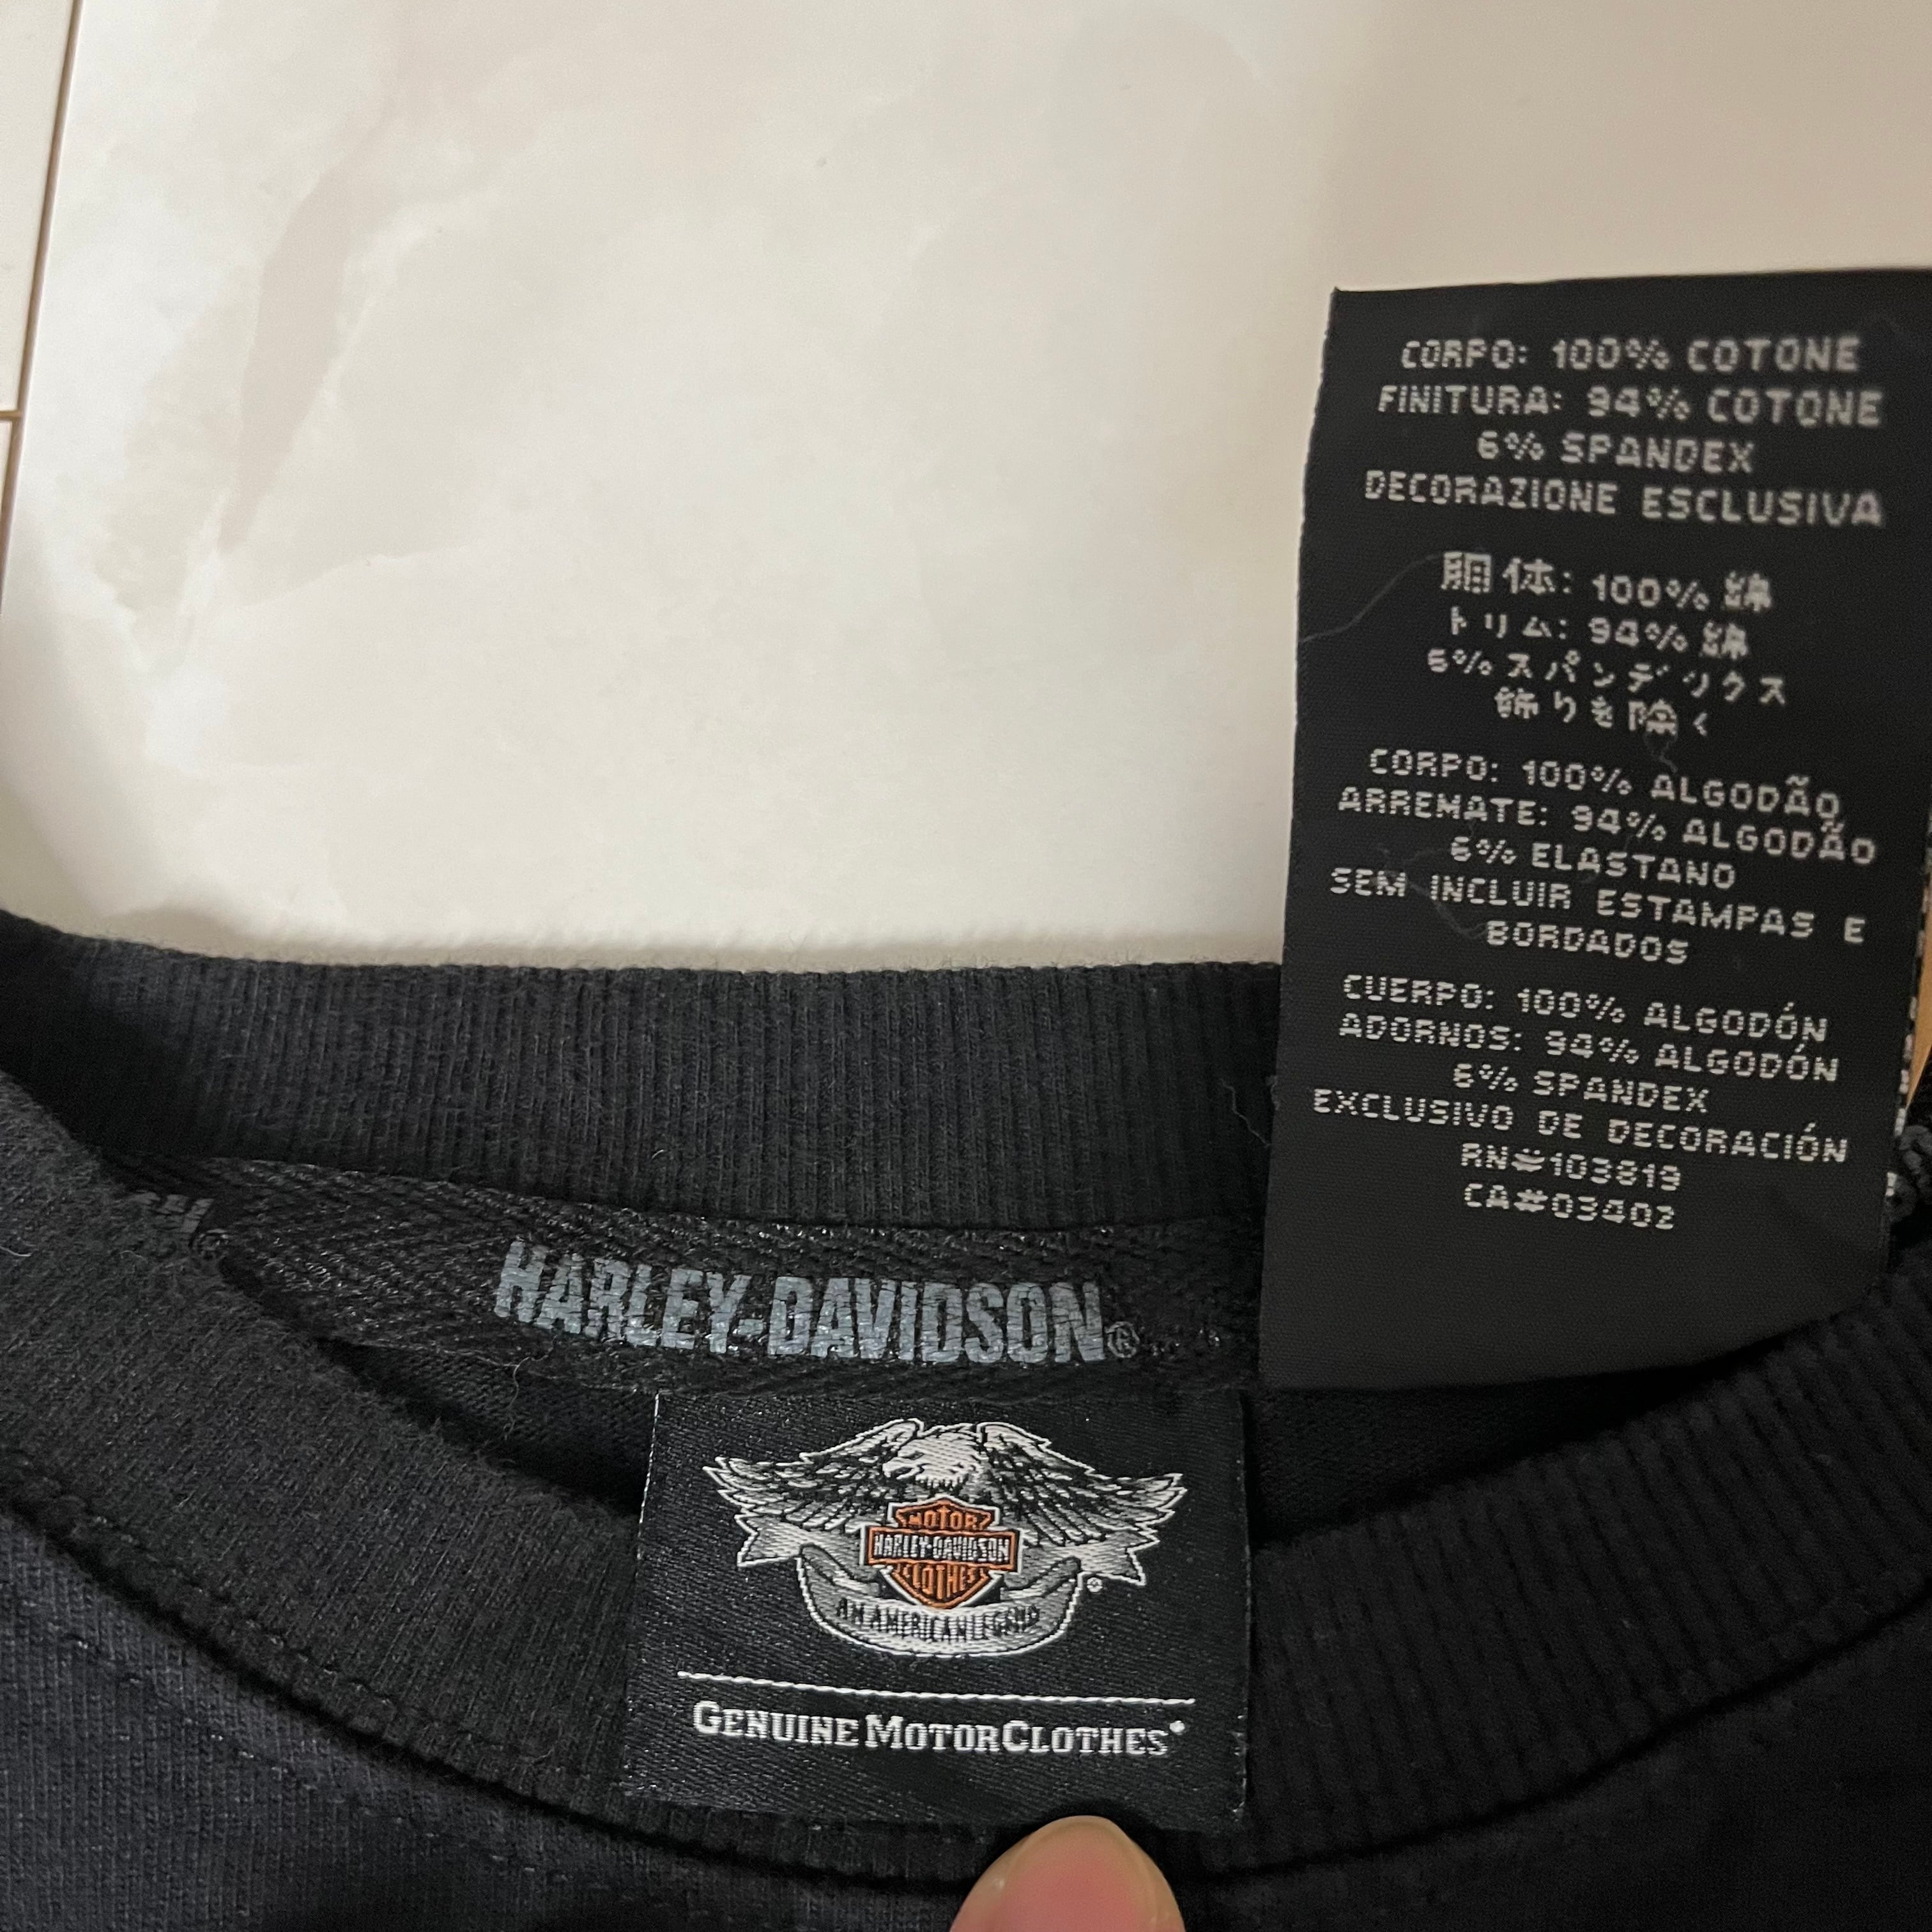 CORPO: 100% COTONE
FINITURA: 94% COTONE
6% SPANDEX
DECORAZIONE ESCLUSIVA
胴体: 100% 綿
トリム: 94% 綿
6% スパンデックス
飾りを除く
CORPO: 100% ALGODÃO
ARREMATE: 94% ALGODÃO
6% ELASTANO
SEM INCLUIR ESTAMPAS E
BORDADOS
CUERPO: 100% ALGODÓN
ADORNOS: 94% ALGODÓN
6% SPANDEX
EXCLUSIVO DE DECORACIÓN
RN#103819
CA#03402
HARLEY-DAVIDSON®
MOTOR
HARLEY-DAVIDSON
CLOTHES
AN AMERICAN LEGEND
GENUINE MOTORCLOTHES®